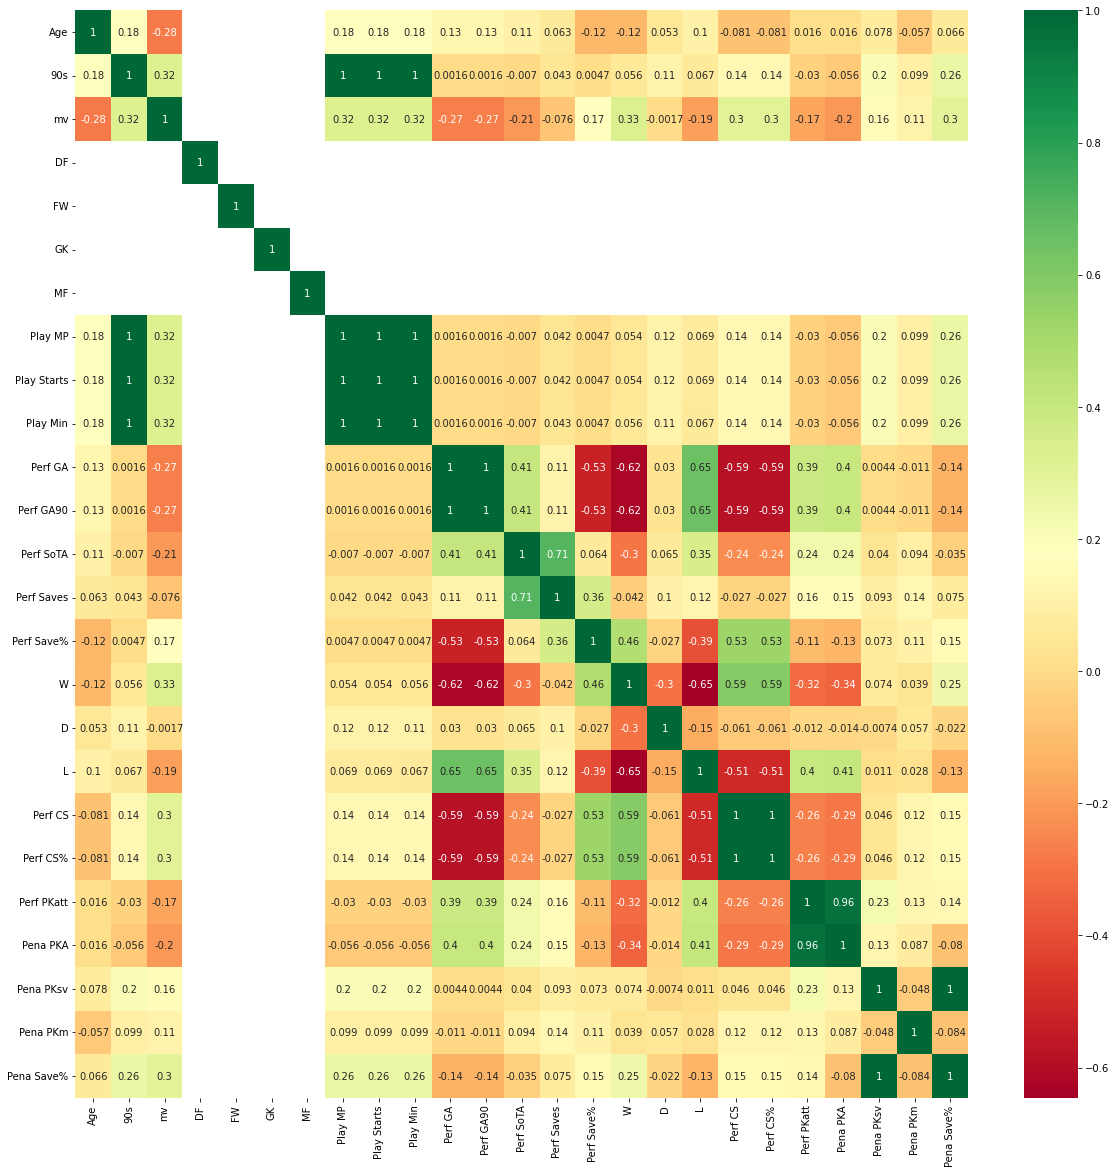 Age 1 0.18 -0.28 0.18 0.18 0.18 0.13 0.13 0.11 0.063 -0.12 -0.12 0.053 0.1 -0.081 -0.081 0.016 0.016 0.078 -0.057 0.066
90s 0.18 1 0.32 1 1 1 0.0016 0.0016 -0.007 0.043 0.0047 0.056 0.11 0.067 0.14 0.14 -0.03 -0.056 0.2 0.099 0.26
mv -0.28 0.32 1 0.32 0.32 0.32 -0.27 -0.27 -0.21 -0.076 0.17 0.33 -0.0017 -0.19 0.3 0.3 -0.17 -0.2 0.16 0.11 0.3
DF 1
FW 1
GK 1
MF 1
Play MP 0.18 1 0.32 1 1 1 0.0016 0.0016 -0.007 0.042 0.0047 0.054 0.12 0.069 0.14 0.14 -0.03 -0.056 0.2 0.099 0.26
Play Starts 0.18 1 0.32 1 1 1 0.0016 0.0016 -0.007 0.042 0.0047 0.054 0.12 0.069 0.14 0.14 -0.03 -0.056 0.2 0.099 0.26
Play Min 0.18 1 0.32 1 1 1 0.0016 0.0016 -0.007 0.043 0.0047 0.056 0.11 0.067 0.14 0.14 -0.03 -0.056 0.2 0.099 0.26
Perf GA 0.13 0.0016 -0.27 0.0016 0.0016 0.0016 1 1 0.41 0.11 -0.53 -0.62 0.03 0.65 -0.59 -0.59 0.39 0.4 0.0044 -0.011 -0.14
Perf GA90 0.13 0.0016 -0.27 0.0016 0.0016 0.0016 1 1 0.41 0.11 -0.53 -0.62 0.03 0.65 -0.59 -0.59 0.39 0.4 0.0044 -0.011 -0.14
Perf SoTA 0.11 -0.007 -0.21 -0.007 -0.007 -0.007 0.41 0.41 1 0.71 0.064 -0.3 0.065 0.35 -0.24 -0.24 0.24 0.24 0.04 0.094 -0.035
Perf Saves 0.063 0.043 -0.076 0.042 0.042 0.043 0.11 0.11 0.71 1 0.36 -0.042 0.1 0.12 -0.027 -0.027 0.16 0.15 0.093 0.14 0.075
Perf Save% -0.12 0.0047 0.17 0.0047 0.0047 0.0047 -0.53 -0.53 0.064 0.36 1 0.46 -0.027 -0.39 0.53 0.53 -0.11 -0.13 0.073 0.11 0.15
W -0.12 0.056 0.33 0.054 0.054 0.056 -0.62 -0.62 -0.3 -0.042 0.46 1 -0.3 -0.65 0.59 0.59 -0.32 -0.34 0.074 0.039 0.25
D 0.053 0.11 -0.0017 0.12 0.12 0.11 0.03 0.03 0.065 0.1 -0.027 -0.3 1 -0.15 -0.061 -0.061 -0.012 -0.014 -0.0074 0.057 -0.022
L 0.1 0.067 -0.19 0.069 0.069 0.067 0.65 0.65 0.35 0.12 -0.39 -0.65 -0.15 1 -0.51 -0.51 0.4 0.41 0.011 0.028 -0.13
Perf CS -0.081 0.14 0.3 0.14 0.14 0.14 -0.59 -0.59 -0.24 -0.027 0.53 0.59 -0.061 -0.51 1 1 -0.26 -0.29 0.046 0.12 0.15
Perf CS% -0.081 0.14 0.3 0.14 0.14 0.14 -0.59 -0.59 -0.24 -0.027 0.53 0.59 -0.061 -0.51 1 1 -0.26 -0.29 0.046 0.12 0.15
Perf PKatt 0.016 -0.03 -0.17 -0.03 -0.03 -0.03 0.39 0.39 0.24 0.16 -0.11 -0.32 -0.012 0.4 -0.26 -0.26 1 0.96 0.23 0.13 0.14
Pena PKA 0.016 -0.056 -0.2 -0.056 -0.056 -0.056 0.4 0.4 0.24 0.15 -0.13 -0.34 -0.014 0.41 -0.29 -0.29 0.96 1 0.13 0.087 -0.08
Pena PKsv 0.078 0.2 0.16 0.2 0.2 0.2 0.0044 0.0044 0.04 0.093 0.073 0.074 -0.0074 0.011 0.046 0.046 0.23 0.13 1 -0.048 1
Pena PKm -0.057 0.099 0.11 0.099 0.099 0.099 -0.011 -0.011 0.094 0.14 0.11 0.039 0.057 0.028 0.12 0.12 0.13 0.087 -0.048 1 -0.084
Pena Save% 0.066 0.26 0.3 0.26 0.26 0.26 -0.14 -0.14 -0.035 0.075 0.15 0.25 -0.022 -0.13 0.15 0.15 0.14 -0.08 1 -0.084 1
Age 90s mv DF FW GK MF Play MP Play Starts Play Min Perf GA Perf GA90 Perf SoTA Perf Saves Perf Save% W D L Perf CS Perf CS% Perf PKatt Pena PKA Pena PKsv Pena PKm Pena Save%
1.0
0.8
0.6
0.4
0.2
0.0
−0.2
−0.4
−0.6